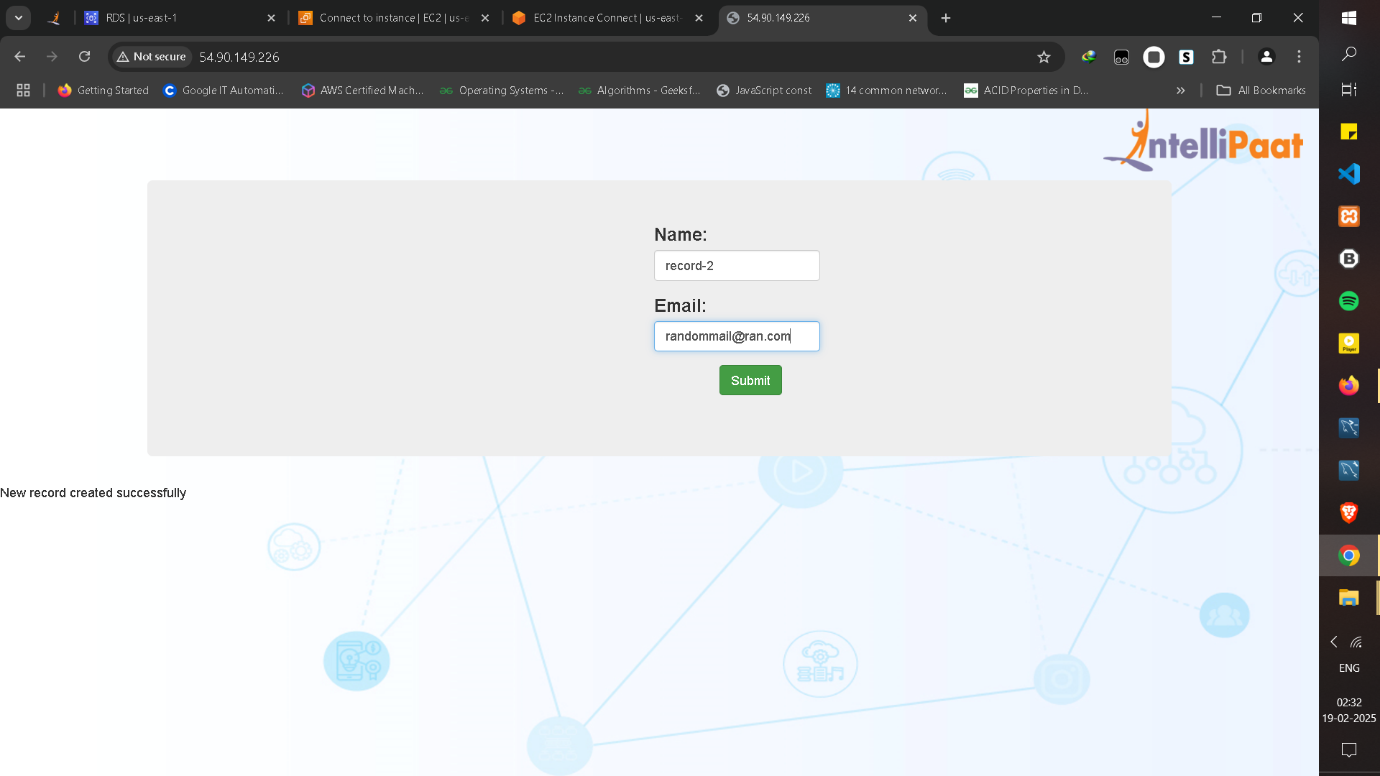 RDS | us-east-1
Connect to instance | EC2 | us-e
EC2 Instance Connect | us-east-
54.90.149.226
Not secure
54.90.149.226
Getting Started
Google IT Automati...
AWS Certified Mach...
Operating Systems -...
Algorithms - Geeksf...
JavaScript const
14 common networ...
ACID Properties in D...
»
All Bookmarks
IntelliPaat
Name:
record-2
Email:
randommail@ran.com
Submit
New record created successfully
ENG
02:32
19-02-2025